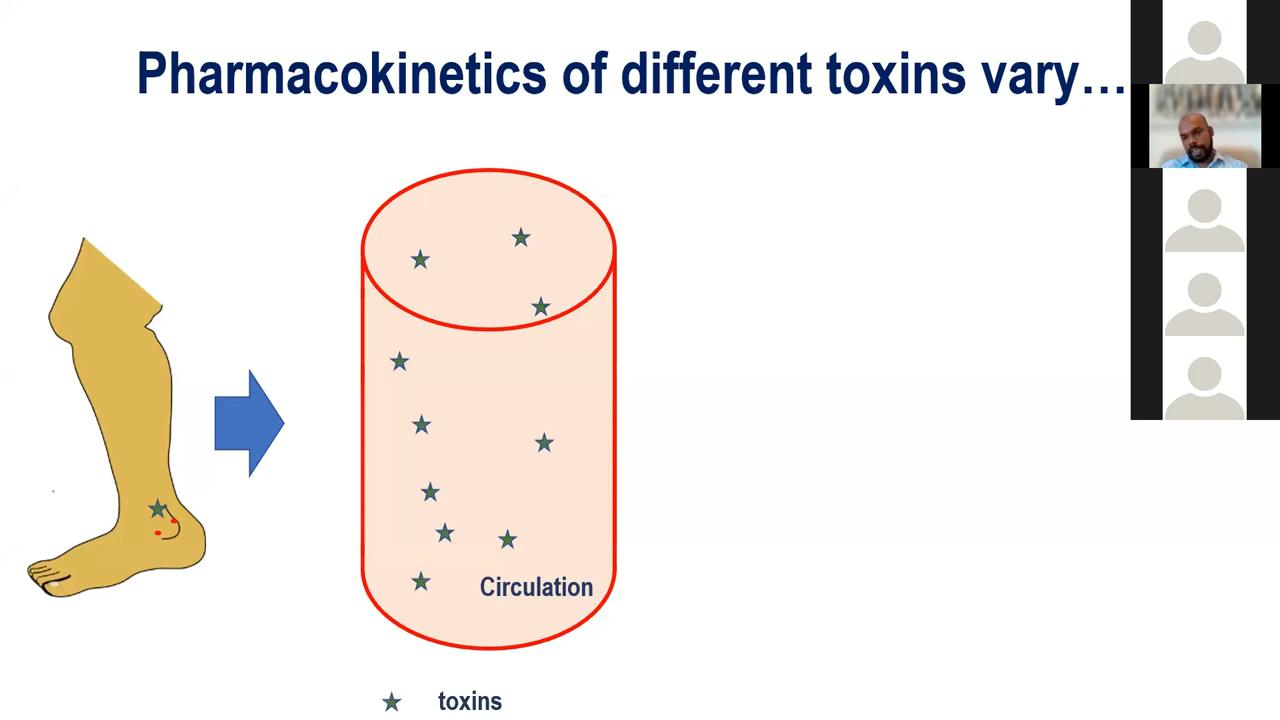 Pharmacokinetics of different toxins vary…
Circulation
toxins